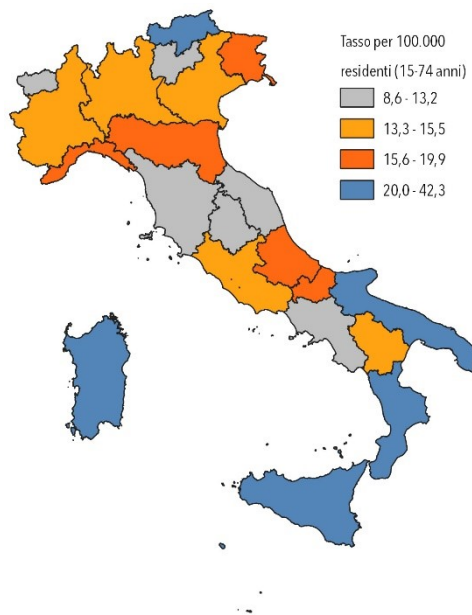 Tasso per 100.000
residenti (15-74 anni)
8,6 - 13,2
13,3 - 15,5
15,6 - 19,9
20,0 - 42,3